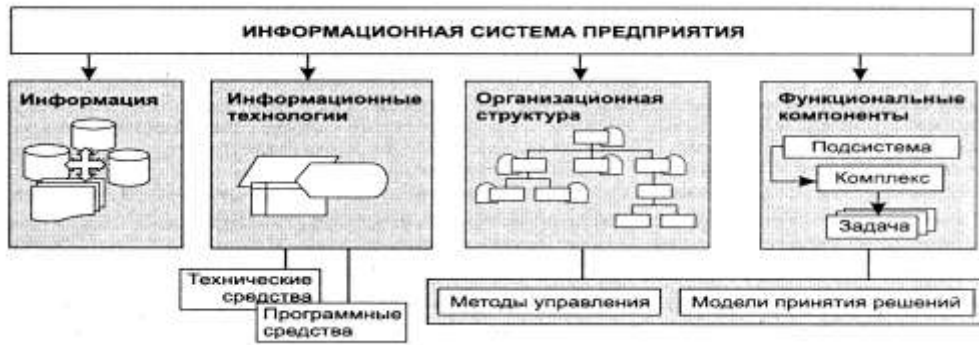 ИНФОРМАЦИОННАЯ СИСТЕМА ПРЕДПРИЯТИЯ
Информация
Информационные
технологии
Организационная
структура
Функциональные
компоненты
Подсистема
Комплекс
Задача
Технические
средства
Программные
средства
Методы управления
Модели принятия решений